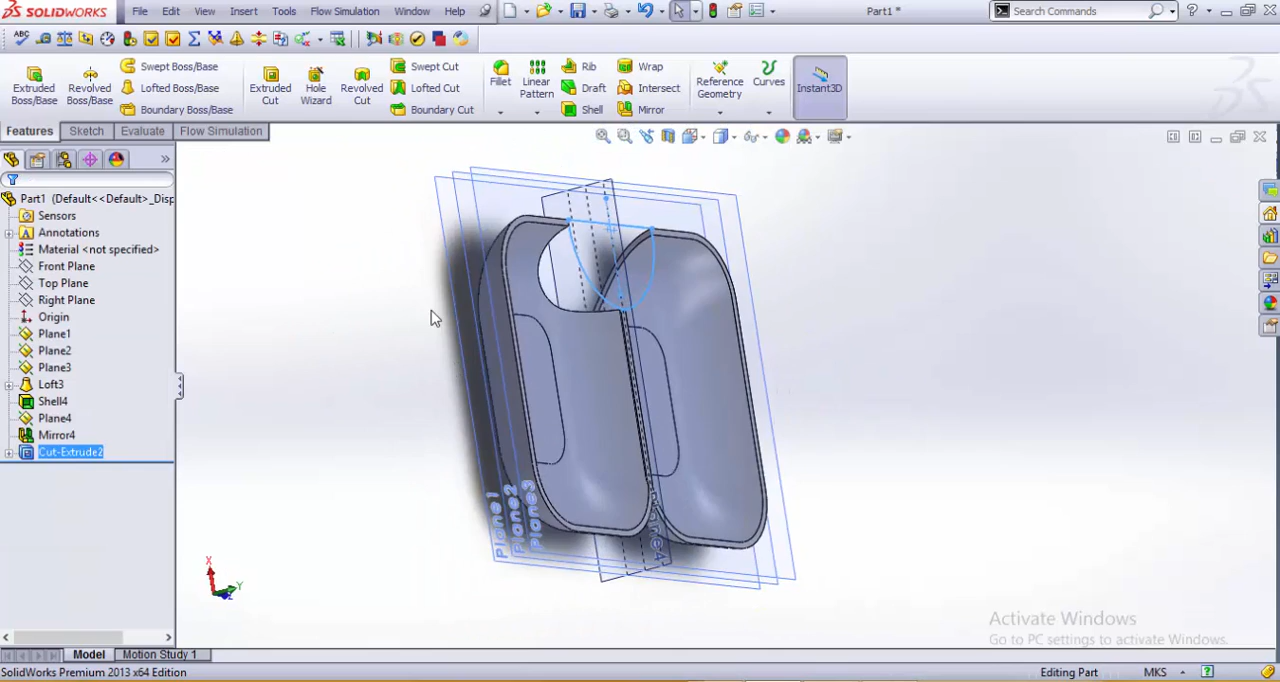 SOLIDWORKS File Edit View Insert Tools Flow Simulation Window Help Part1 * Search Commands
ABC
Extruded Boss/Base
Revolved Boss/Base
Swept Boss/Base
Lofted Boss/Base
Boundary Boss/Base
Extruded Cut
Hole Wizard
Revolved Cut
Swept Cut
Lofted Cut
Boundary Cut
Fillet
Linear Pattern
Rib
Draft
Shell
Wrap
Intersect
Mirror
Reference Geometry
Curves
Instant3D
Features Sketch Evaluate Flow Simulation
Part1 (Default<<Default>_Disp
Sensors
Annotations
Material <not specified>
Front Plane
Top Plane
Right Plane
Origin
Plane1
Plane2
Plane3
Loft3
Shell4
Plane4
Mirror4
Cut-Extrude2
Plane1
Plane2
Plane3
Plane4
X
Y
Z
Activate Windows
Go to PC settings to activate Windows.
Model Motion Study 1
SolidWorks Premium 2013 x64 Edition Editing Part MKS